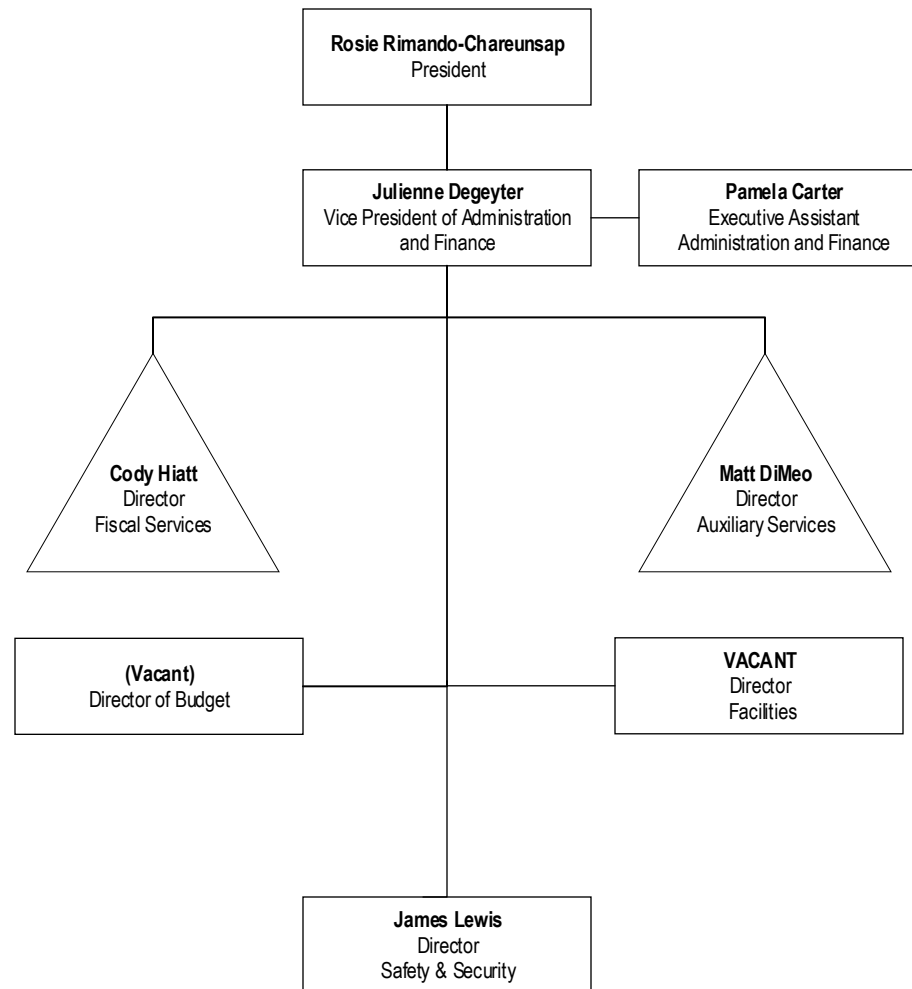 Rosie Rimando-Chareunsap
President
Julienne Degeyter
Vice President of Administration
and Finance
Pamela Carter
Executive Assistant
Administration and Finance
Cody Hiatt
Director
Fiscal Services
Matt DiMeo
Director
Auxiliary Services
(Vacant)
Director of Budget
VACANT
Director
Facilities
James Lewis
Director
Safety & Security